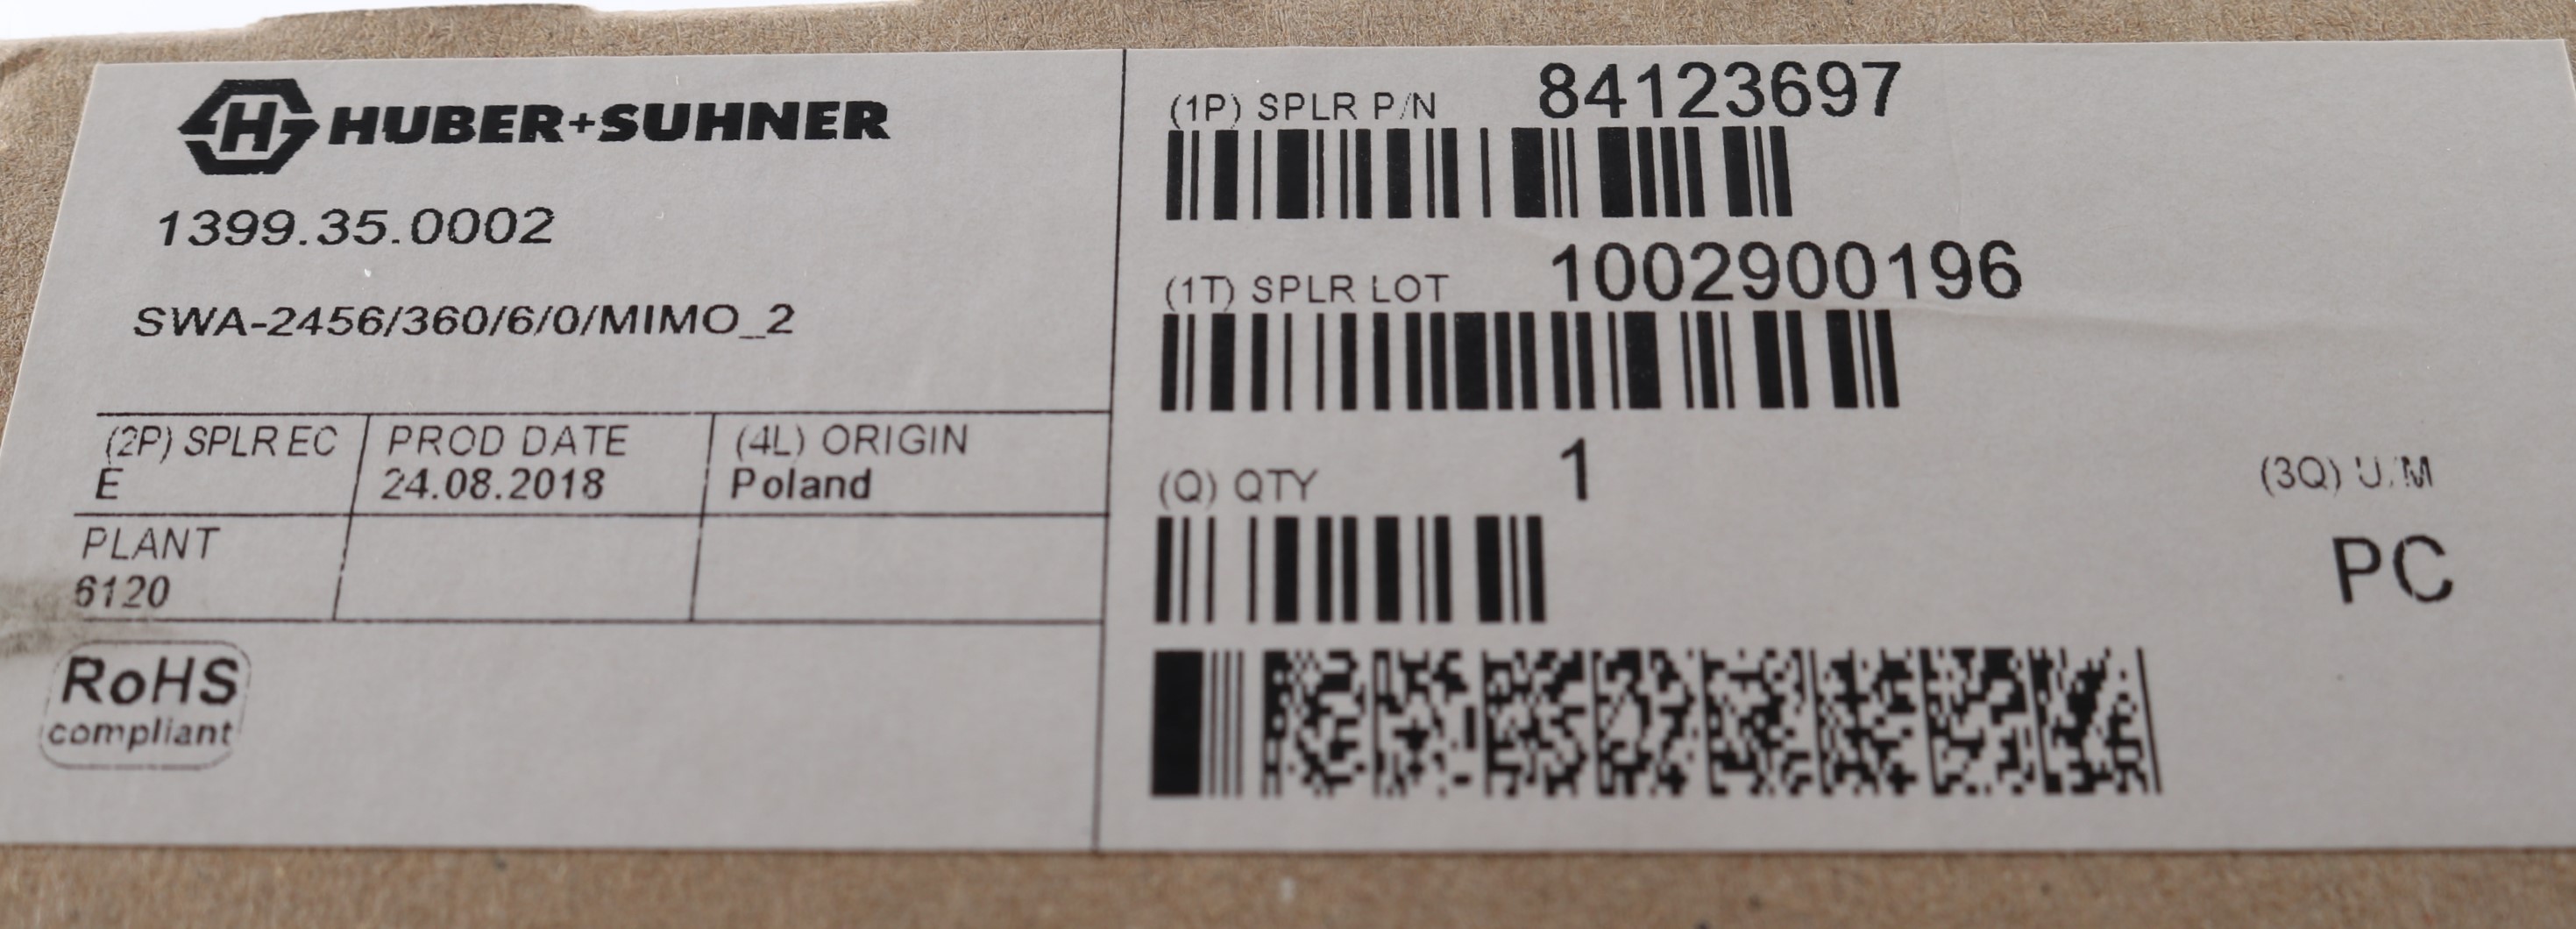 HUBER+SUHNER
1399.35.0002
SWA-2456/360/6/0/MIMO_2
(2P) SPLR EC
E
PROD DATE
24.08.2018
(4L) ORIGIN
Poland
PLANT
6120
RoHS
compliant
(1P) SPLR P/N 84123697
(1T) SPLR LOT 1002900196
(Q) QTY 1
(3Q) U/M
PC